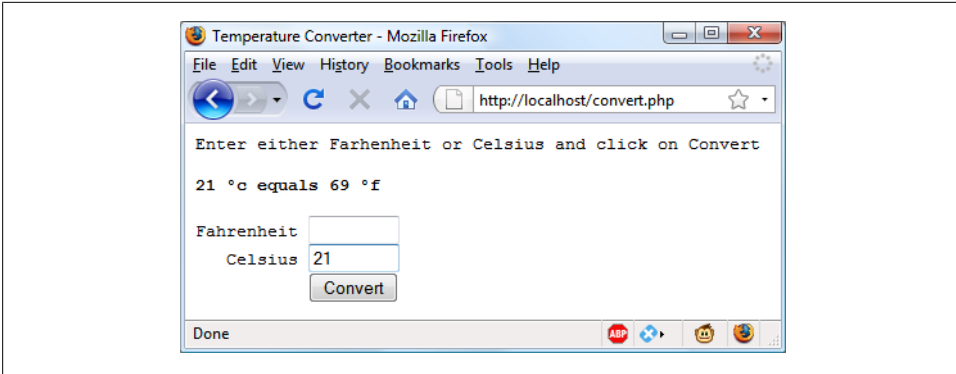 Temperature Converter - Mozilla Firefox
File Edit View History Bookmarks Tools Help
http://localhost/convert.php
Enter either Farhenheit or Celsius and click on Convert
21 °c equals 69 °f
Fahrenheit
Celsius 21
Convert
Done ABP